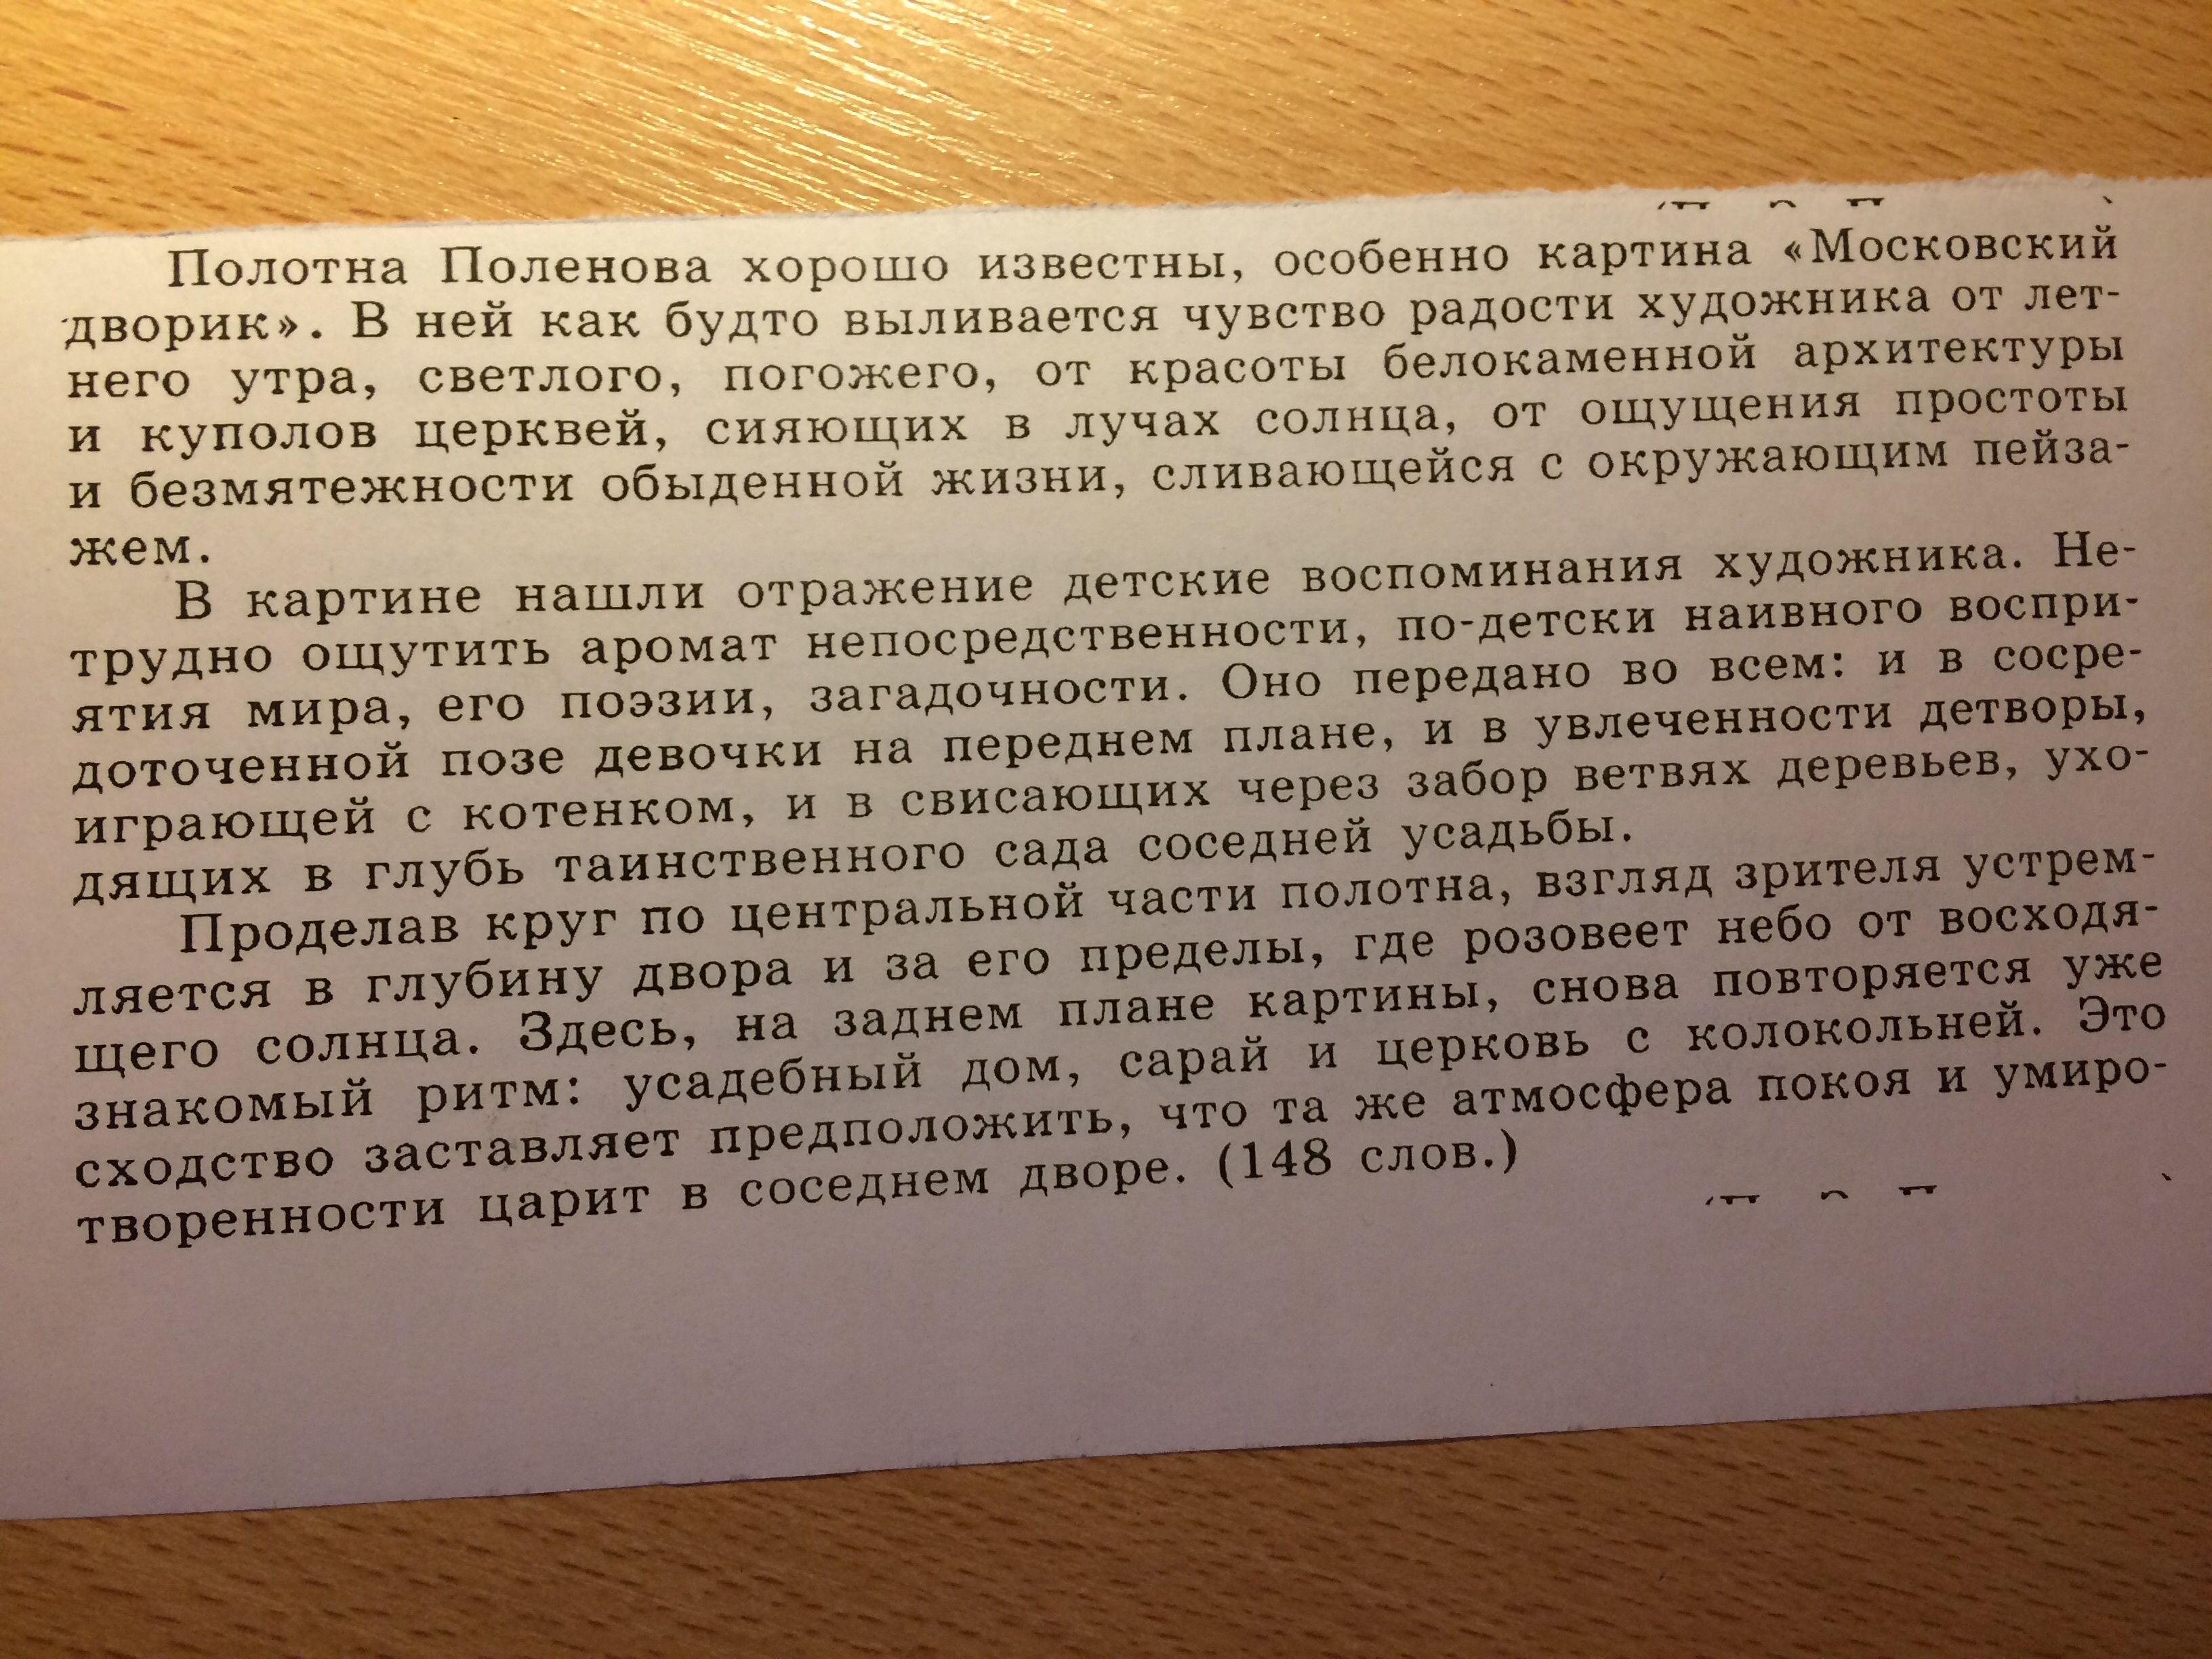 Полотна Поленова хорошо известны, особенно картина «Московский
дворик». В ней как будто выливается чувство радости художника от лет-
него утра, светлого, погожего, от красоты белокаменной архитектуры
и куполов церквей, сияющих в лучах солнца, от ощущения простоты
и безмятежности обыденной жизни, сливающейся с окружающим пейза-
жем.
В картине нашли отражение детские воспоминания художника. Не-
трудно ощутить аромат непосредственности, по-детски наивного воспри-
ятия мира, его поэзии, загадочности. Оно передано во всем: и в сосре-
доточенной позе девочки на переднем плане, и в увлеченности детворы,
играющей с котенком, и в свисающих через забор ветвях деревьев, ухо-
дящих в глубь таинственного сада соседней усадьбы.
Проделав круг по центральной части полотна, взгляд зрителя устрем-
ляется в глубину двора и за его пределы, где розовеет небо от восходя-
щего солнца. Здесь, на заднем плане картины, снова повторяется уже
знакомый ритм: усадебный дом, сарай и церковь с колокольней. Это
сходство заставляет предположить, что та же атмосфера покоя и умиро-
творенности царит в соседнем дворе. (148 слов.)